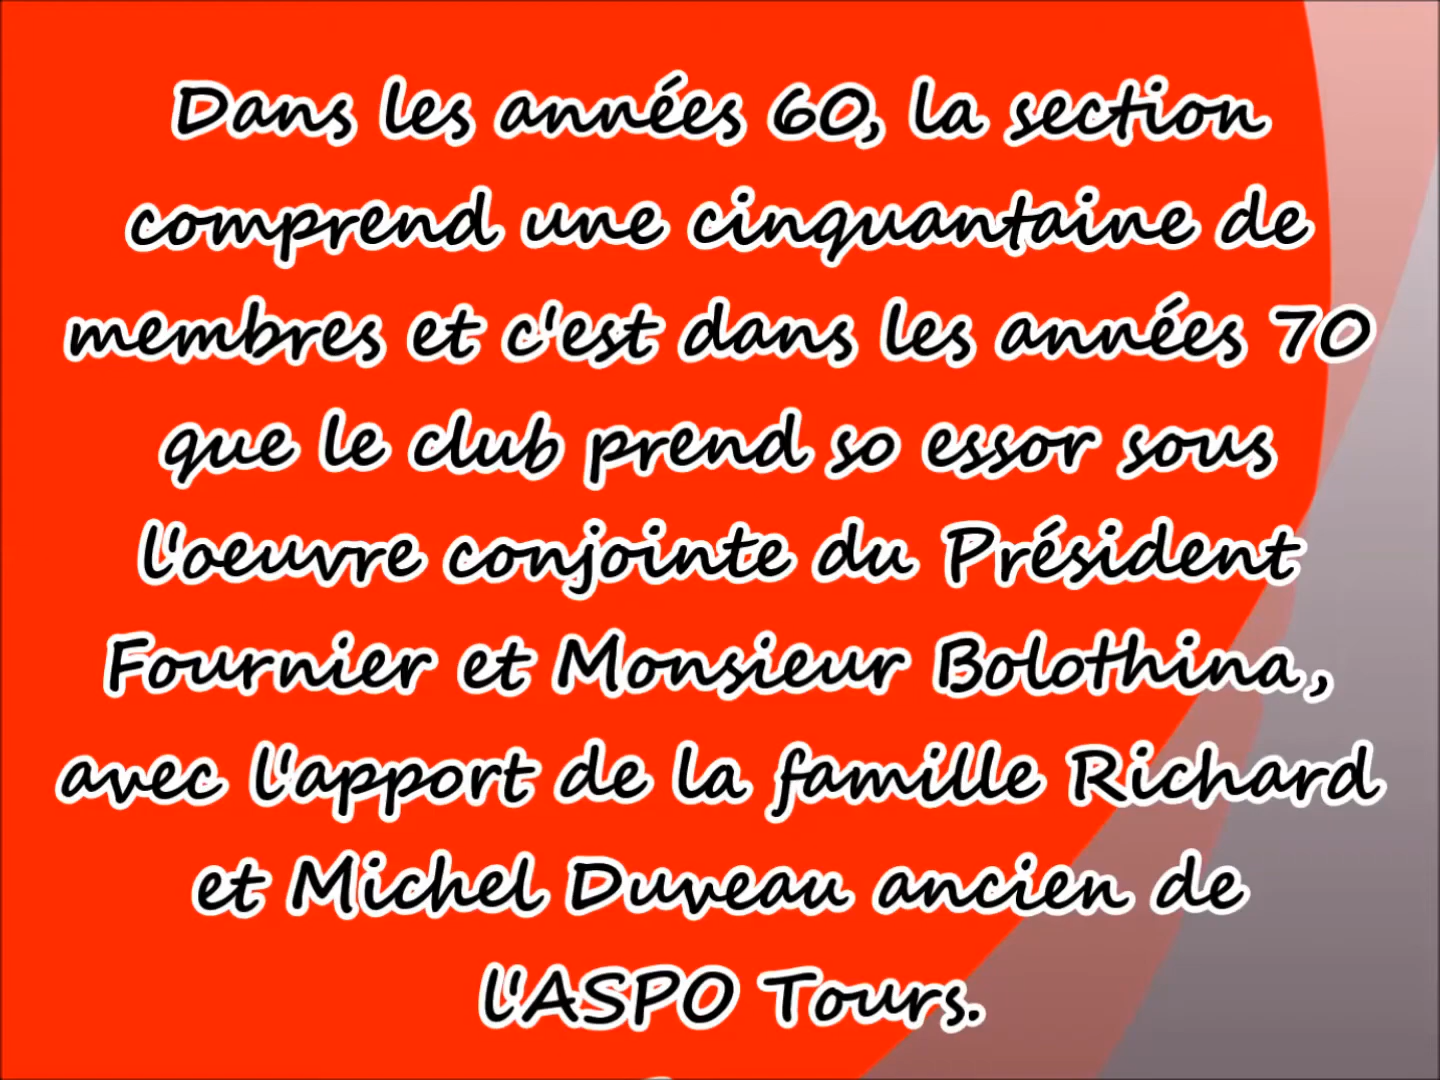 Dans les années 60, la section
comprend une cinquantaine de
membres et c'est dans les années 70
que le club prend so essor sous
l'oeuvre conjointe du Président
Fournier et Monsieur Bolothina,
avec l'apport de la famille Richard
et Michel Duveau ancien de
l'ASPO Tours.